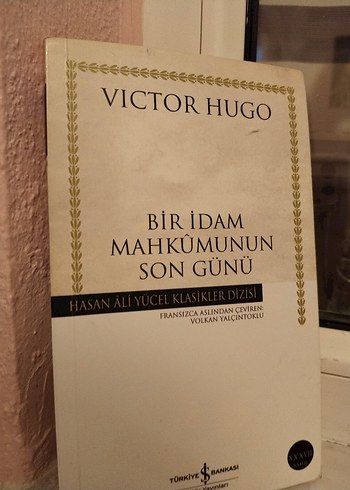 VICTOR HUGO
BİR İDAM
MAHKÛMUNUN
SON GÜNÜ
HASAN ÂLİ YÜCEL KLASİKLER DİZİSİ
FRANSIZCA ASLINDAN ÇEVİREN:
VOLKAN YALÇINTOKLU
TÜRKİYE İŞ BANKASI
Yayınları